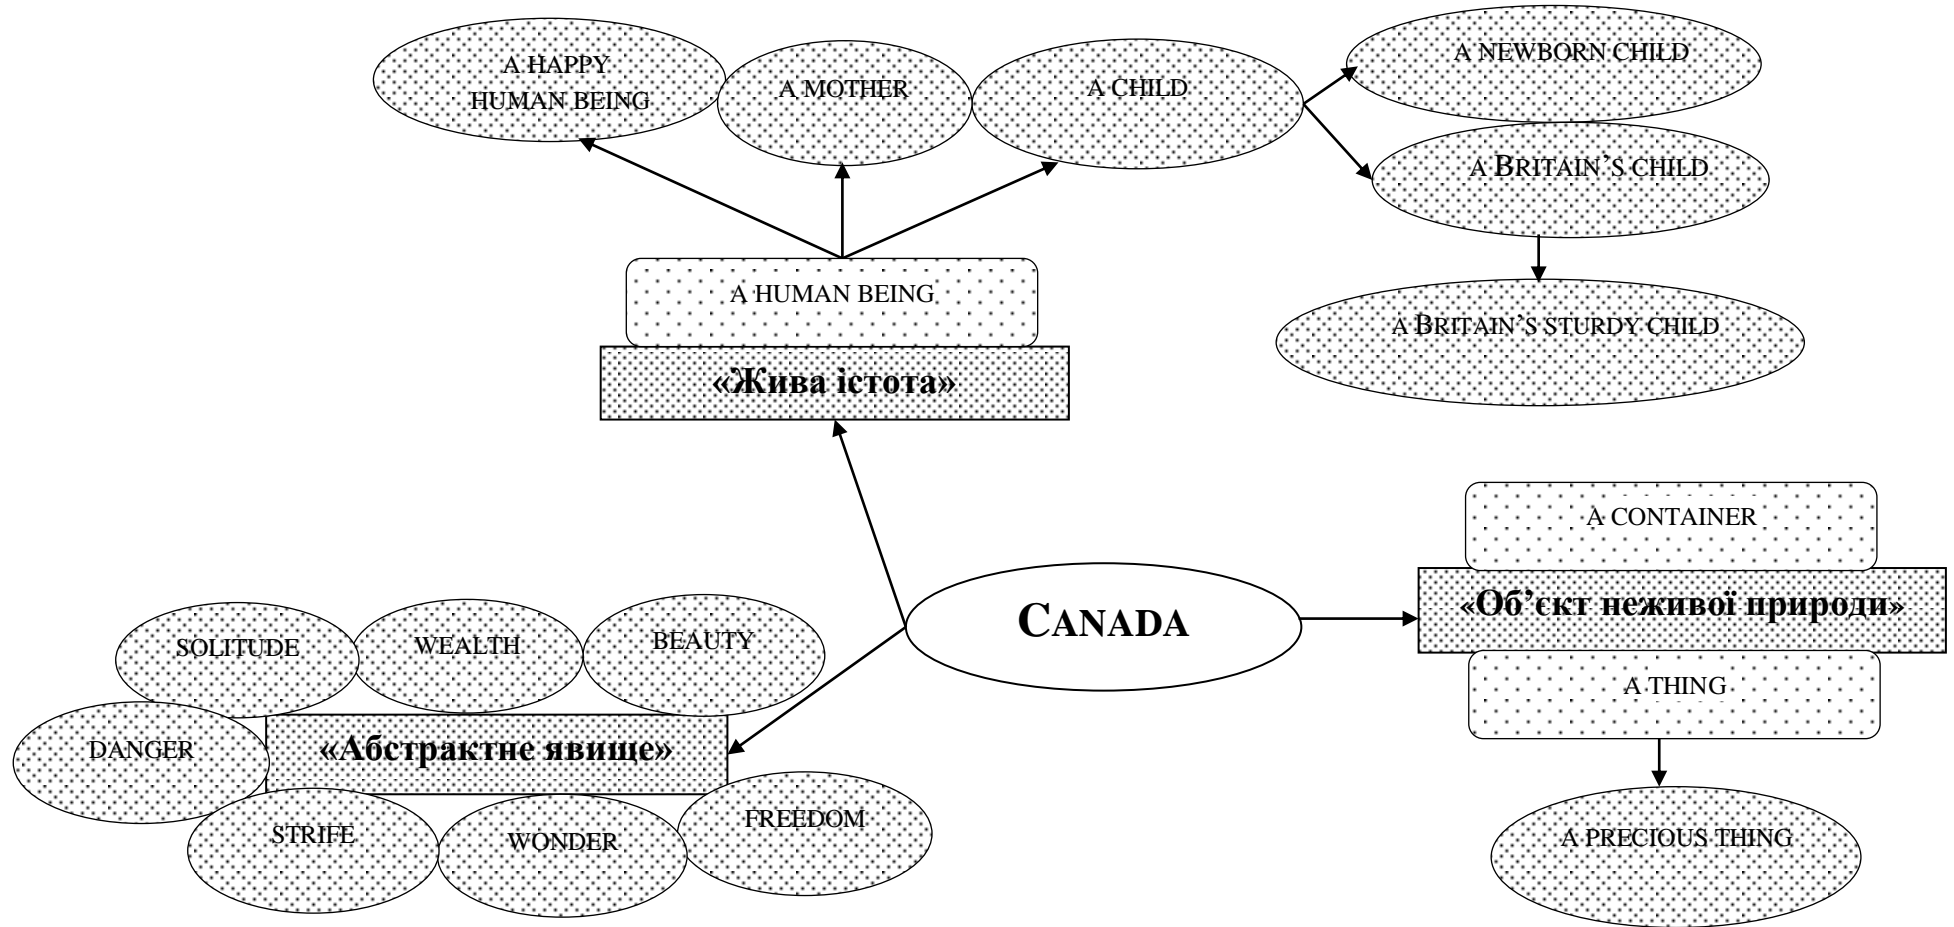 A NEWBORN CHILD
A HAPPY
HUMAN BEING
A MOTHER
A CHILD
A BRITAIN’S CHILD
A HUMAN BEING
A BRITAIN’S STURDY CHILD
«Жива істота»
A CONTAINER
«Об’єкт неживої природи»
CANADA
SOLITUDE
WEALTH
BEAUTY
A THING
DANGER
«Абстрактне явище»
STRIFE
WONDER
FREEDOM
A PRECIOUS THING